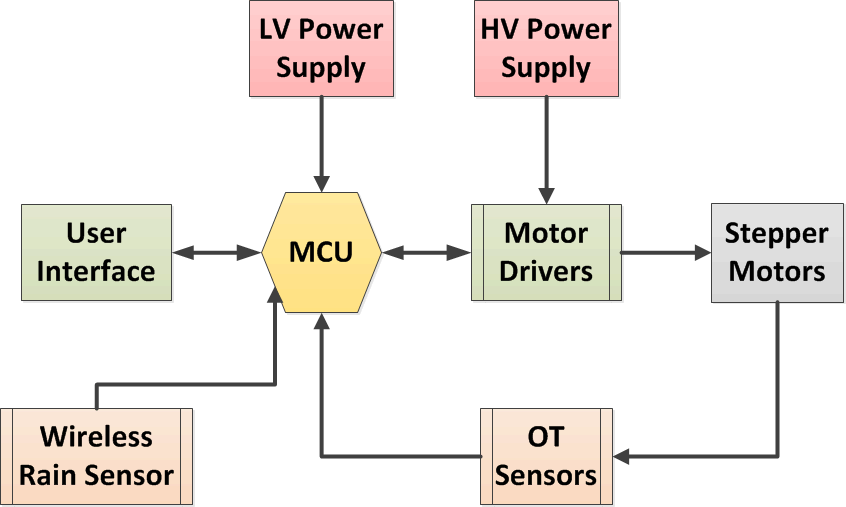 LV Power
Supply
HV Power
Supply
User
Interface
MCU
Motor
Drivers
Stepper
Motors
Wireless
Rain Sensor
OT
Sensors